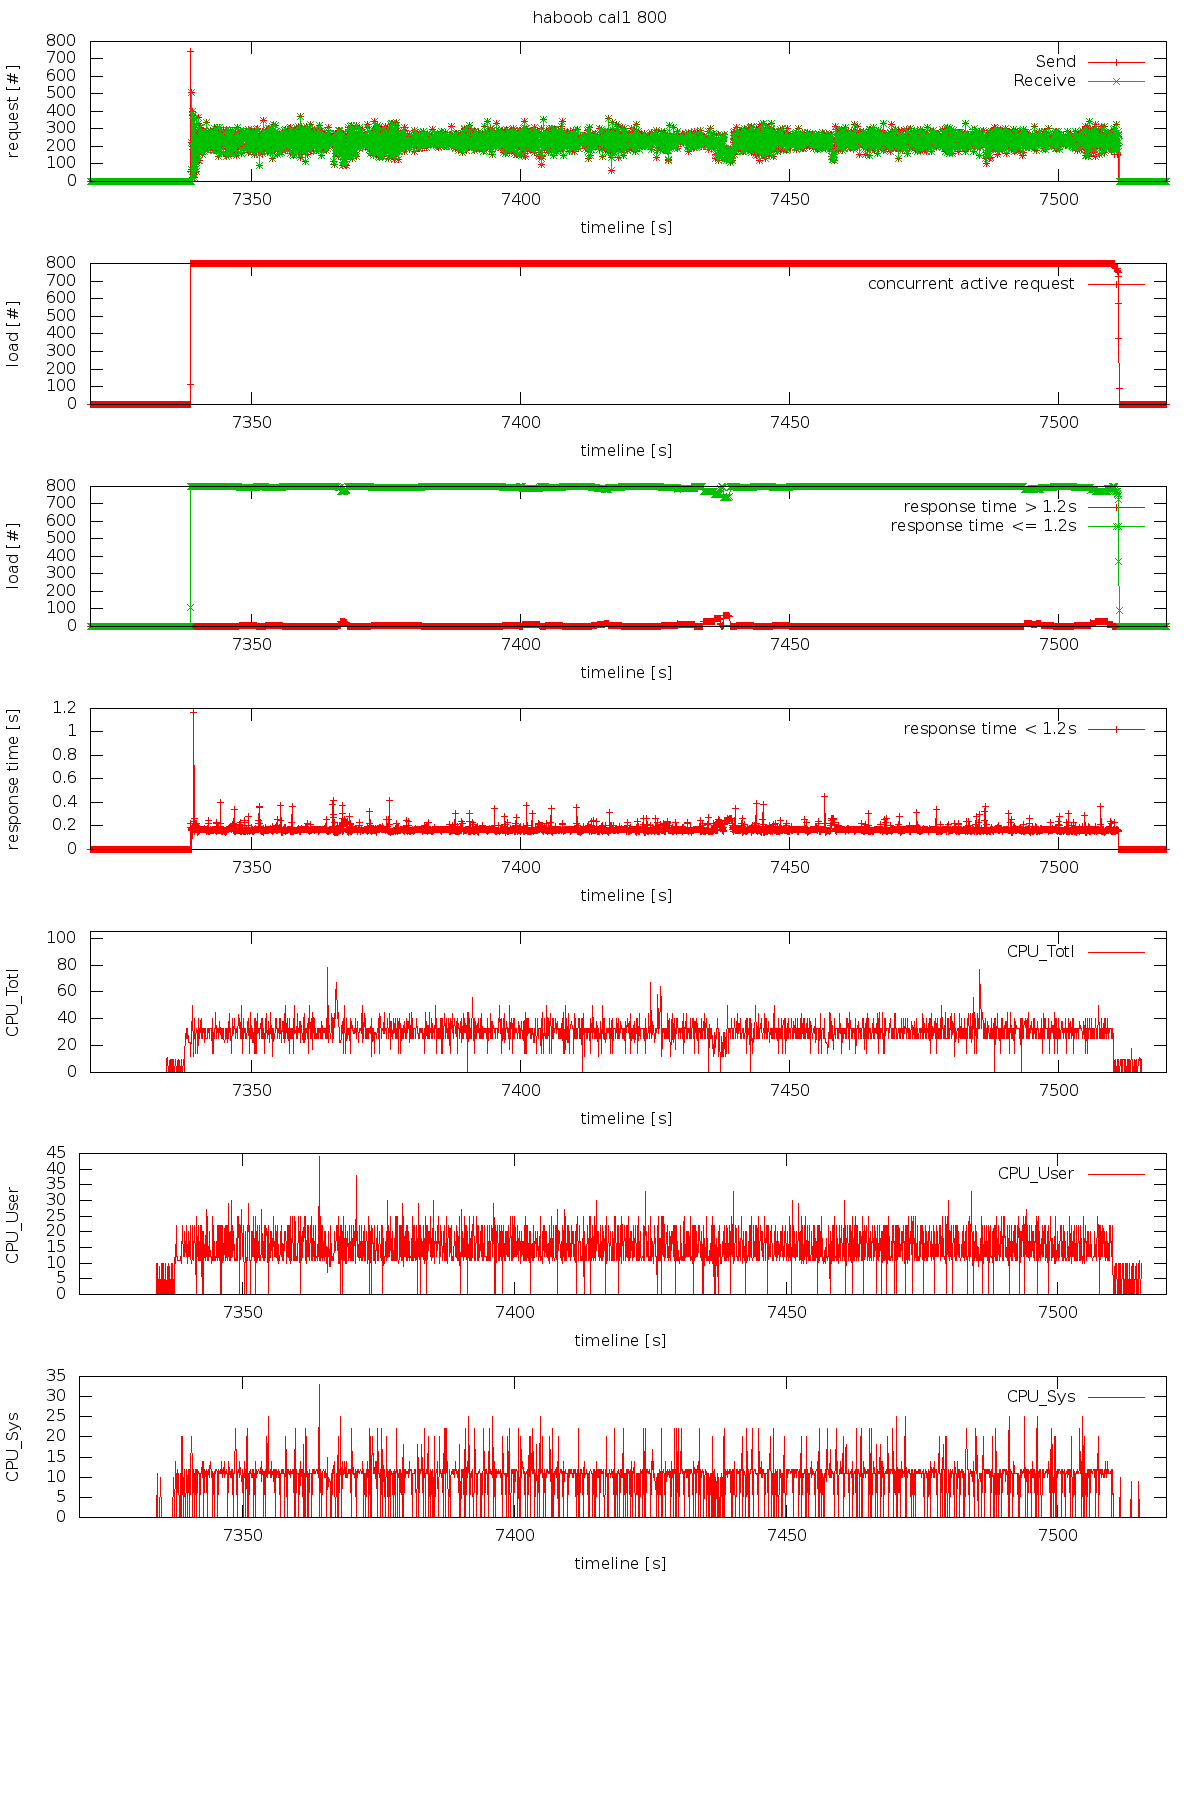 haboob cal1 800
request [#]
800
700
600
500
400
300
200
100
0
Send
Receive
7350 7400 7450 7500
timeline [s]
load [#]
800
700
600
500
400
300
200
100
0
concurrent active request
7350 7400 7450 7500
timeline [s]
load [#]
800
700
600
500
400
300
200
100
0
response time > 1.2s
response time <= 1.2s
7350 7400 7450 7500
timeline [s]
response time [s]
1.2
1
0.8
0.6
0.4
0.2
0
response time < 1.2s
7350 7400 7450 7500
timeline [s]
CPU_Totl
100
80
60
40
20
0
CPU_Totl
7350 7400 7450 7500
timeline [s]
CPU_User
45
40
35
30
25
20
15
10
5
0
CPU_User
7350 7400 7450 7500
timeline [s]
CPU_Sys
35
30
25
20
15
10
5
0
CPU_Sys
7350 7400 7450 7500
timeline [s]